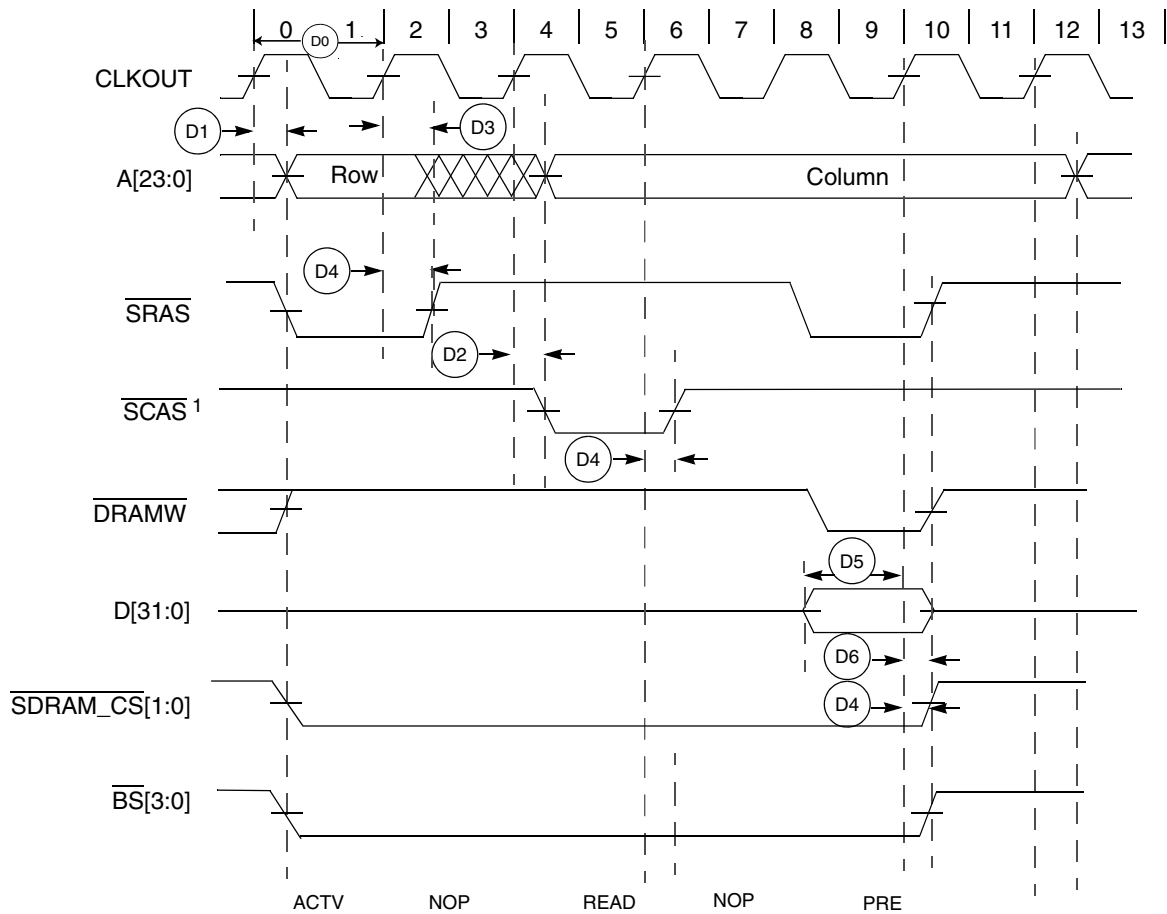 0 1 2 3 4 5 6 7 8 9 10 11 12 13
D0
CLKOUT
D1
D3
A[23:0]
Row
Column
D4
SRAS
D2
SCAS 1
D4
DRAMW
D5
D[31:0]
D6
SDRAM_CS[1:0]
D4
BS[3:0]
ACTV NOP READ NOP PRE